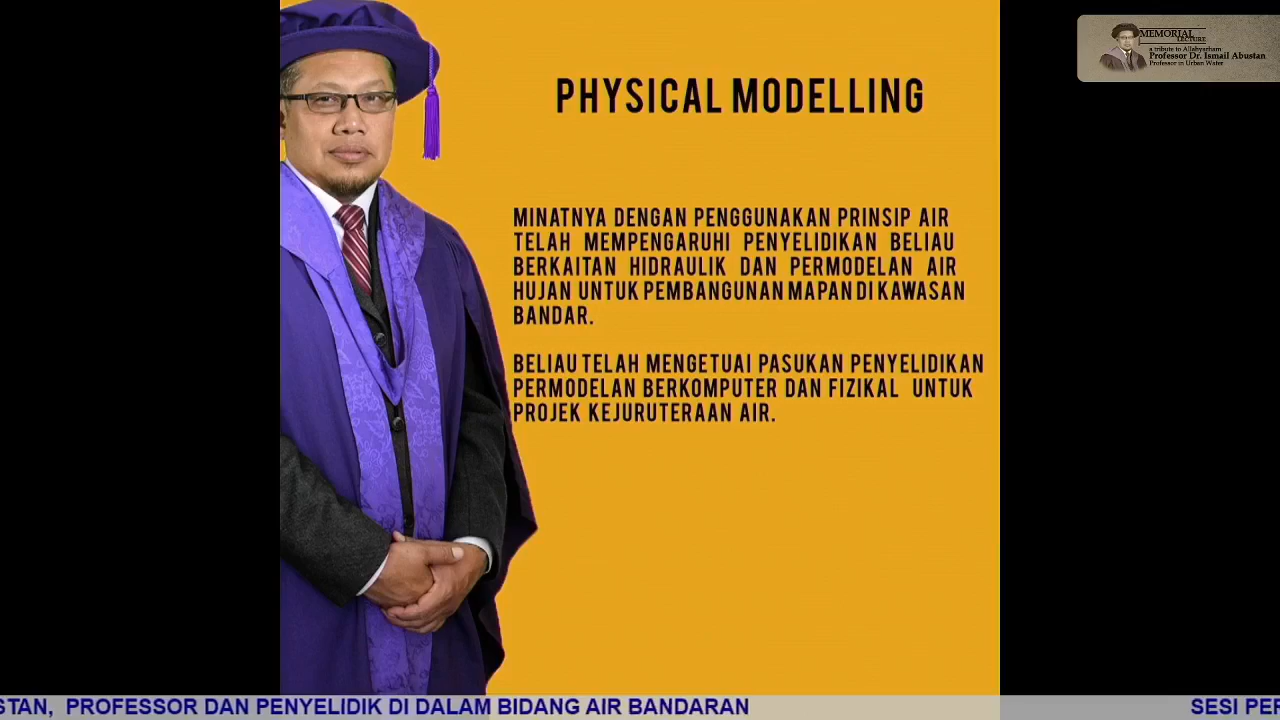 MEMORIAL
LECTURE
a tribute to Allahyarham
Professor Dr. Ismail Abustan
Professor in Urban Water
PHYSICAL MODELLING
MINATNYA DENGAN PENGGUNAKAN PRINSIP AIR
TELAH MEMPENGARUHI PENYELIDIKAN BELIAU
BERKAITAN HIDRAULIK DAN PERMODELAN AIR
HUJAN UNTUK PEMBANGUNAN MAPAN DI KAWASAN
BANDAR.
BELIAU TELAH MENGETUAI PASUKAN PENYELIDIKAN
PERMODELAN BERKOMPUTER DAN FIZIKAL UNTUK
PROJEK KEJURUTERAAN AIR.
STAN, PROFESSOR DAN PENYELIDIK DI DALAM BIDANG AIR BANDARAN SESI PER